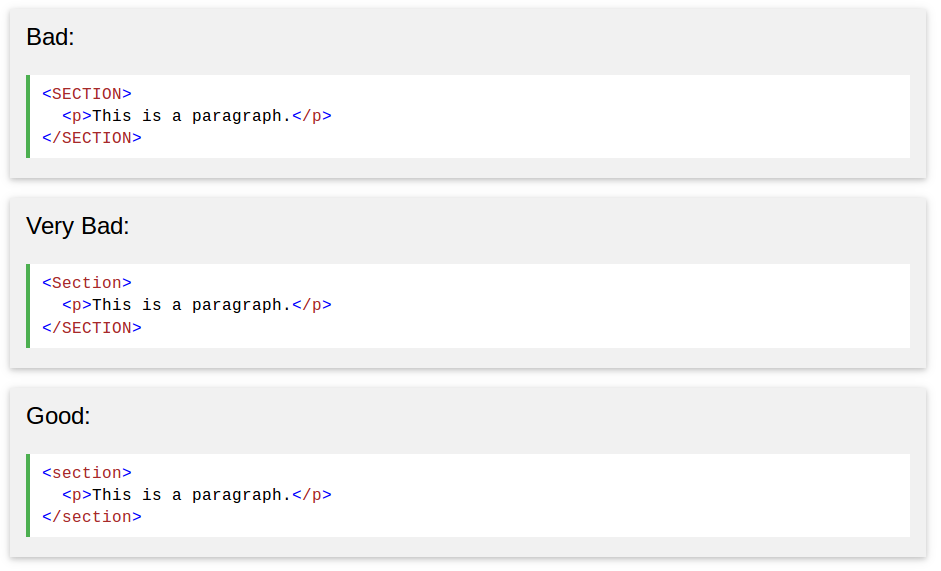 Bad:
<SECTION>
  <p>This is a paragraph.</p>
</SECTION>
Very Bad:
<Section>
  <p>This is a paragraph.</p>
</SECTION>
Good:
<section>
  <p>This is a paragraph.</p>
</section>